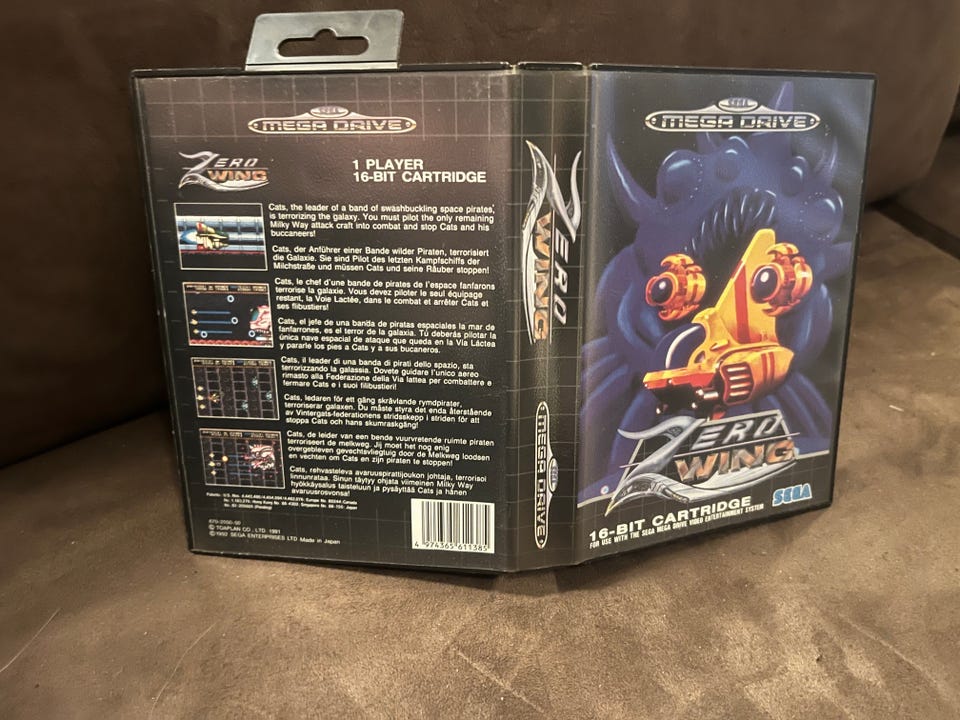 SEGA
MEGA DRIVE
ZERO
WING
1 PLAYER
16-BIT CARTRIDGE
Cats, the leader of a band of swashbuckling space pirates,
is terrorizing the galaxy. You must pilot the only remaining
Milky Way attack craft into combat and stop Cats and his
buccaneers!
Cats, der Anführer einer Bande wilder Piraten, terrorisiert
die Galaxie. Sie sind Pilot des letzten Kampfschiffs der
Milchstraße und müssen Cats und seine Räuber stoppen!
Cats, le chef d'une bande de pirates de l'espace fanfarons
terrorise la galaxie. Vous devez piloter le seul équipage
restant, la Voie Lactée, dans le combat et arrêter Cats et
ses flibustiers!
Cats, el jefe de una banda de piratas espaciales la mar de
fanfarrones, es el terror de la galaxia. Tú deberás pilotar la
única nave espacial de ataque que queda en la Vía Láctea
y pararle los pies a Cats y a sus bucaneros.
Cats, il leader di una banda di pirati dello spazio, sta
terrorizzando la galassia. Dovete guidare l'unico aereo
rimasto alla Federazione della Via lattea per combattere e
fermare Cats e i suoi filibustieri!
Cats, ledaren för ett gäng skrävlande rymdpirater,
terroriserar galaxen. Du måste styra det enda återstående
av Vintergats-federationens stridsskepp i striden för att
stoppa Cats och hans skumraskgäng!
Cats, de leider van een bende vuurvretende ruimte piraten
terroriseert de melkweg. Jij moet het nog enig
overgebleven gevechtsvliegtuig door de Melkweg loodsen
en vechten om Cats en zijn piraten te stoppen!
Cats, rehvasteleva avaruuspirattijoukon johtaja, terrorisoi
linnunrataa. Sinun täytyy ohjata viimeinen Milky Way
hyökkäysalus taisteluun ja pysäyttää Cats ja hänen
avaruusrosvonsa!
670-2050-50
© TOAPLAN CO., LTD. 1991
©1992 SEGA ENTERPRISES LTD. Made in Japan
4 974365 611385
ZERO
WING
MEGA DRIVE
SEGA
MEGA DRIVE
ZERO
WING
16-BIT CARTRIDGE
FOR USE WITH THE SEGA MEGA DRIVE VIDEO ENTERTAINMENT SYSTEM
SEGA